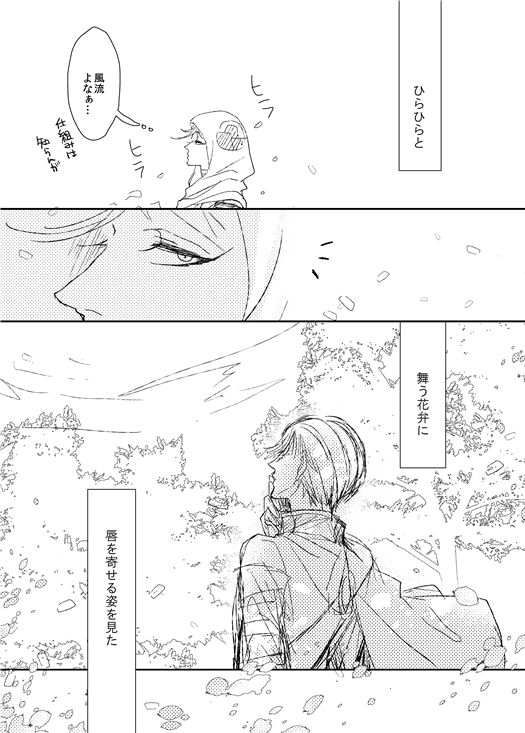 ひらひらと
ヒラ
風流
よなぁ…
ヒラ
仕組みは
知らんが
舞う花弁に
唇を寄せる姿を見た